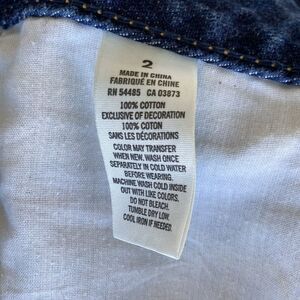 2
MADE IN CHINA
FABRIQUÉ EN CHINE
RN 54485 CA 03873
100% COTTON
EXCLUSIVE OF DECORATION
100% COTON
SANS LES DÉCORATIONS
COLOR MAY TRANSFER
WHEN NEW. WASH ONCE
SEPARATELY IN COLD WATER
BEFORE WEARING.
MACHINE WASH COLD INSIDE
OUT WITH LIKE COLORS.
DO NOT BLEACH.
TUMBLE DRY LOW.
COOL IRON IF NEEDED.